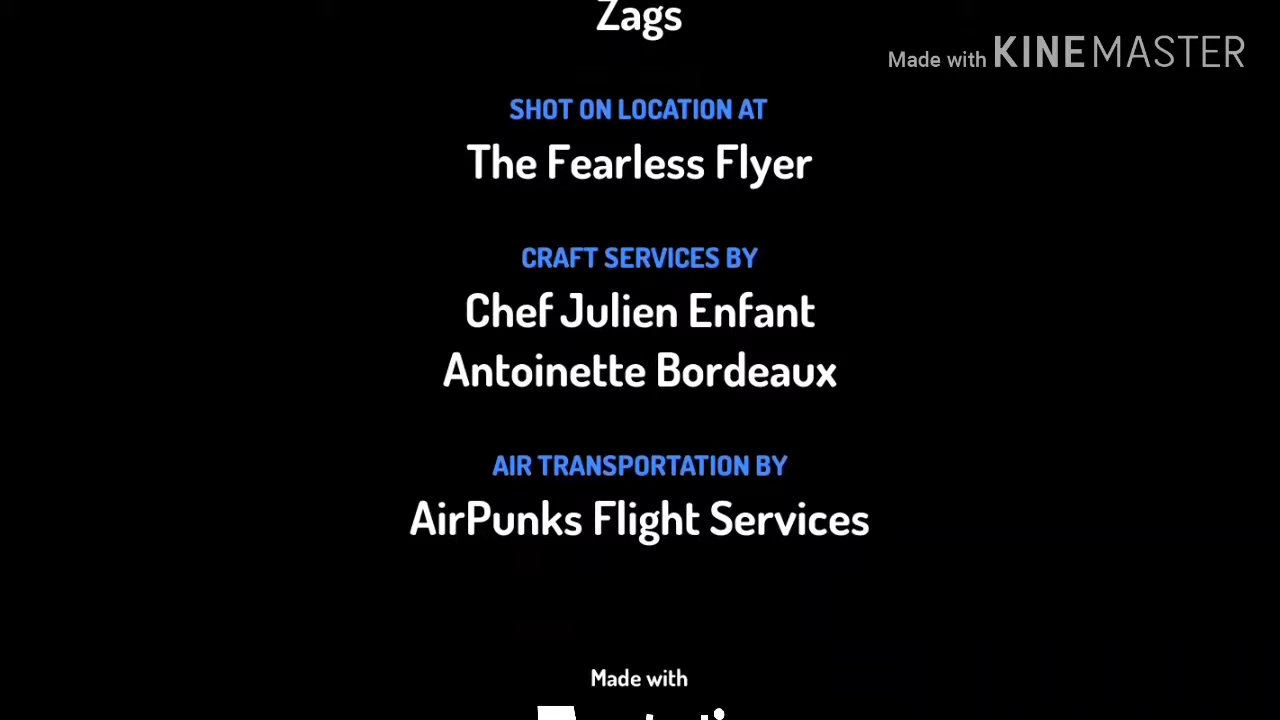 Zags
Made with KINEMASTER
SHOT ON LOCATION AT
The Fearless Flyer
CRAFT SERVICES BY
Chef Julien Enfant
Antoinette Bordeaux
AIR TRANSPORTATION BY
AirPunks Flight Services
Made with